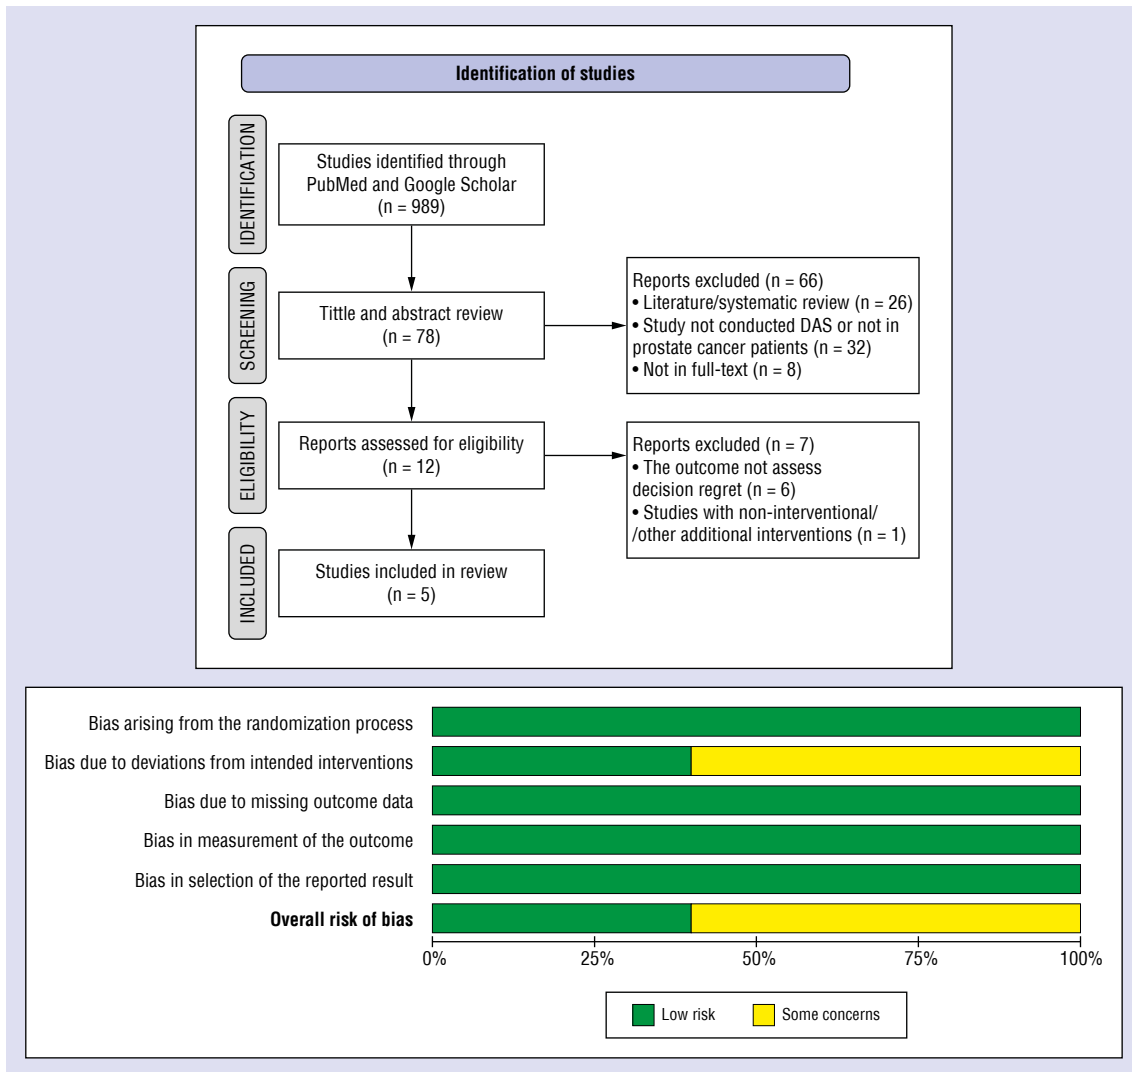 Identification of studies
IDENTIFICATION
Studies identified through
PubMed and Google Scholar
(n = 989)
SCREENING
Tittle and abstract review
(n = 78)
Reports excluded (n = 66)
• Literature/systematic review (n = 26)
• Study not conducted DAS or not in
prostate cancer patients (n = 32)
• Not in full-text (n = 8)
ELIGIBILITY
Reports assessed for eligibility
(n = 12)
Reports excluded (n = 7)
• The outcome not assess
decision regret (n = 6)
• Studies with non-interventional/
/other additional interventions (n = 1)
INCLUDED
Studies included in review
(n = 5)
Bias arising from the randomization process
Bias due to deviations from intended interventions
Bias due to missing outcome data
Bias in measurement of the outcome
Bias in selection of the reported result
Overall risk of bias
0% 25% 50% 75% 100%
Low risk Some concerns